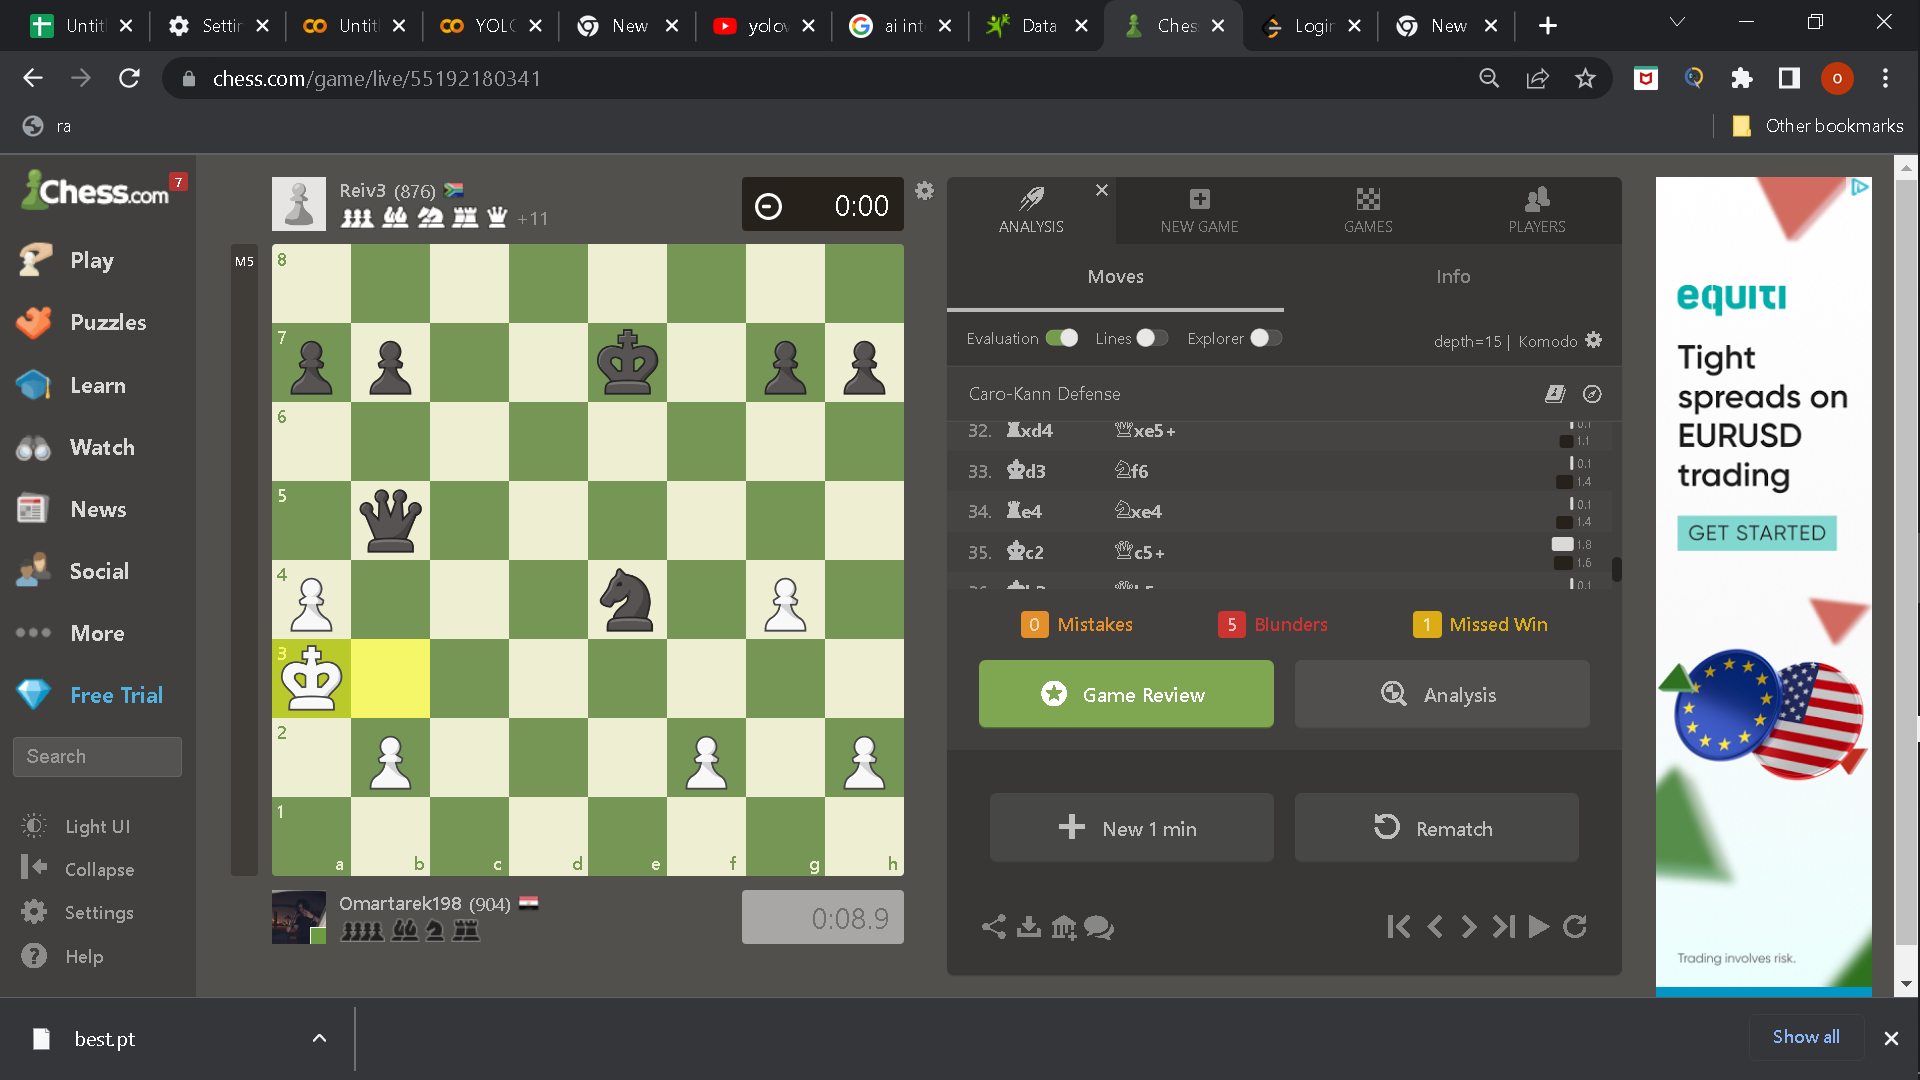 Untitl
Settin
Untitl
YOLO
New
yolov
ai int
Data
Ches
Login
New
chess.com/game/live/55192180341
ra
Other bookmarks
Chess.com
7
Play
Puzzles
Learn
Watch
News
Social
More
Free Trial
Search
Light UI
Collapse
Settings
Help
Reiv3 (876)
+11
0:00
M5
8
7
6
5
4
3
2
1
a b c d e f g h
Omartarek198 (904)
0:08.9
ANALYSIS
NEW GAME
GAMES
PLAYERS
Moves
Info
Evaluation
Lines
Explorer
depth=15 | Komodo
Caro-Kann Defense
32. xd4 xe5+ 0.1 1.1
33. d3 f6 0.1 1.4
34. e4 xe4 0.1 1.4
35. c2 c5+ 1.8 1.6
0.1
0 Mistakes
5 Blunders
1 Missed Win
Game Review
Analysis
New 1 min
Rematch
equiti
Tight
spreads on
EURUSD
trading
GET STARTED
Trading involves risk.
best.pt
Show all